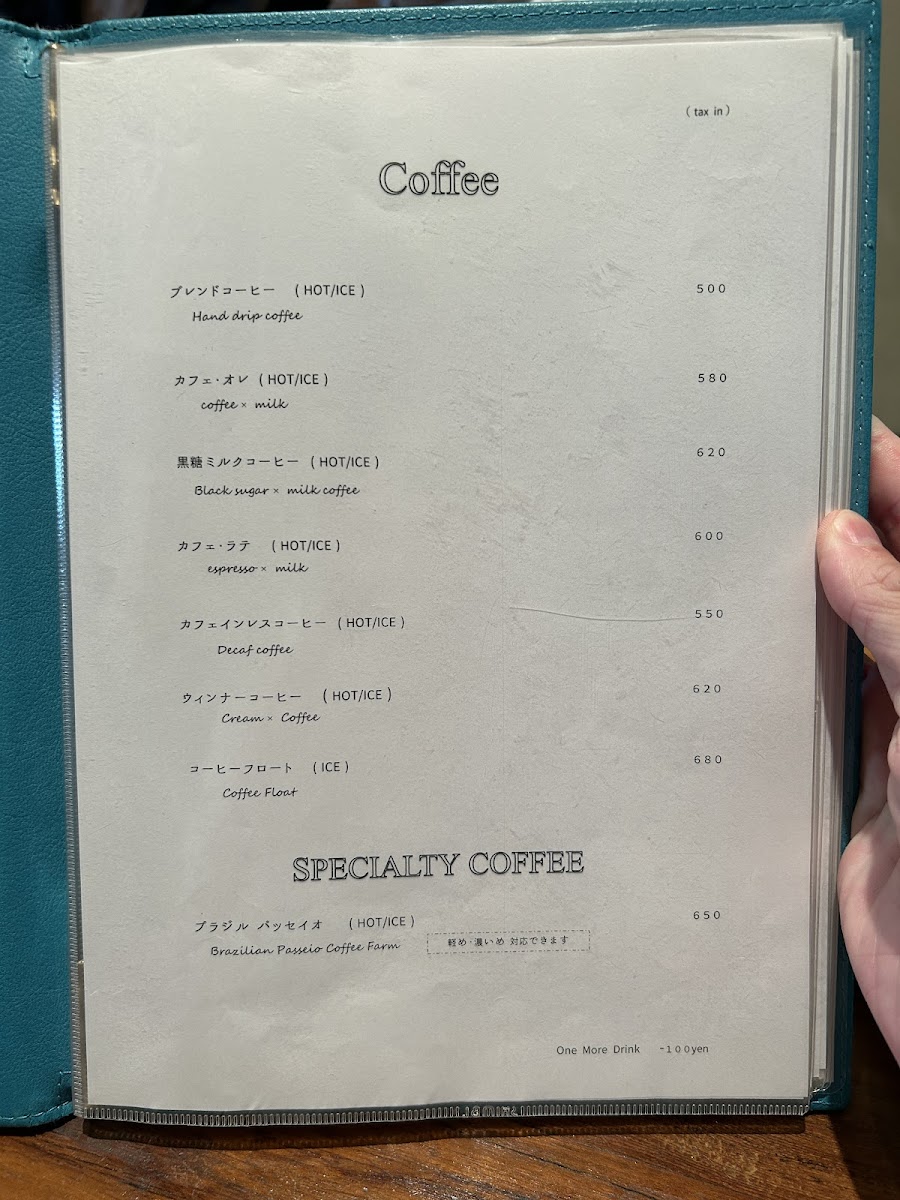 ( tax in )
Coffee
ブレンドコーヒー ( HOT/ICE ) 500
Hand drip coffee
カフェ・オレ ( HOT/ICE ) 580
coffee × milk
黒糖ミルクコーヒー ( HOT/ICE ) 620
Black sugar × milk coffee
カフェ・ラテ ( HOT/ICE ) 600
espresso × milk
カフェインレスコーヒー ( HOT/ICE ) 550
Decaf coffee
ウィンナーコーヒー ( HOT/ICE ) 620
Cream × Coffee
コーヒーフロート ( ICE ) 680
Coffee Float
SPECIALTY COFFEE
ブラジル パッセイオ ( HOT/ICE ) 650
Brazilian Passeio Coffee Farm
軽め・濃いめ 対応できます
One More Drink -100yen